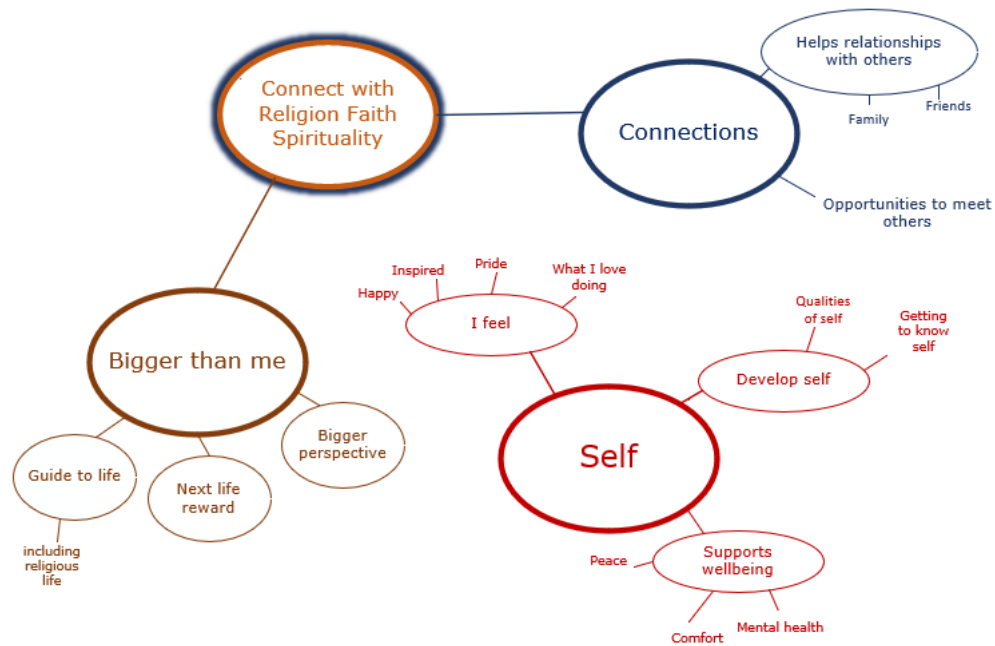 Connect with
Religion Faith
Spirituality
Connections
Helps relationships
with others
Family
Friends
Opportunities to meet
others
Bigger than me
Guide to life
including
religious
life
Next life
reward
Bigger
perspective
Self
I feel
Happy
Inspired
Pride
What I love
doing
Develop self
Qualities
of self
Getting
to know
self
Supports
wellbeing
Peace
Comfort
Mental health